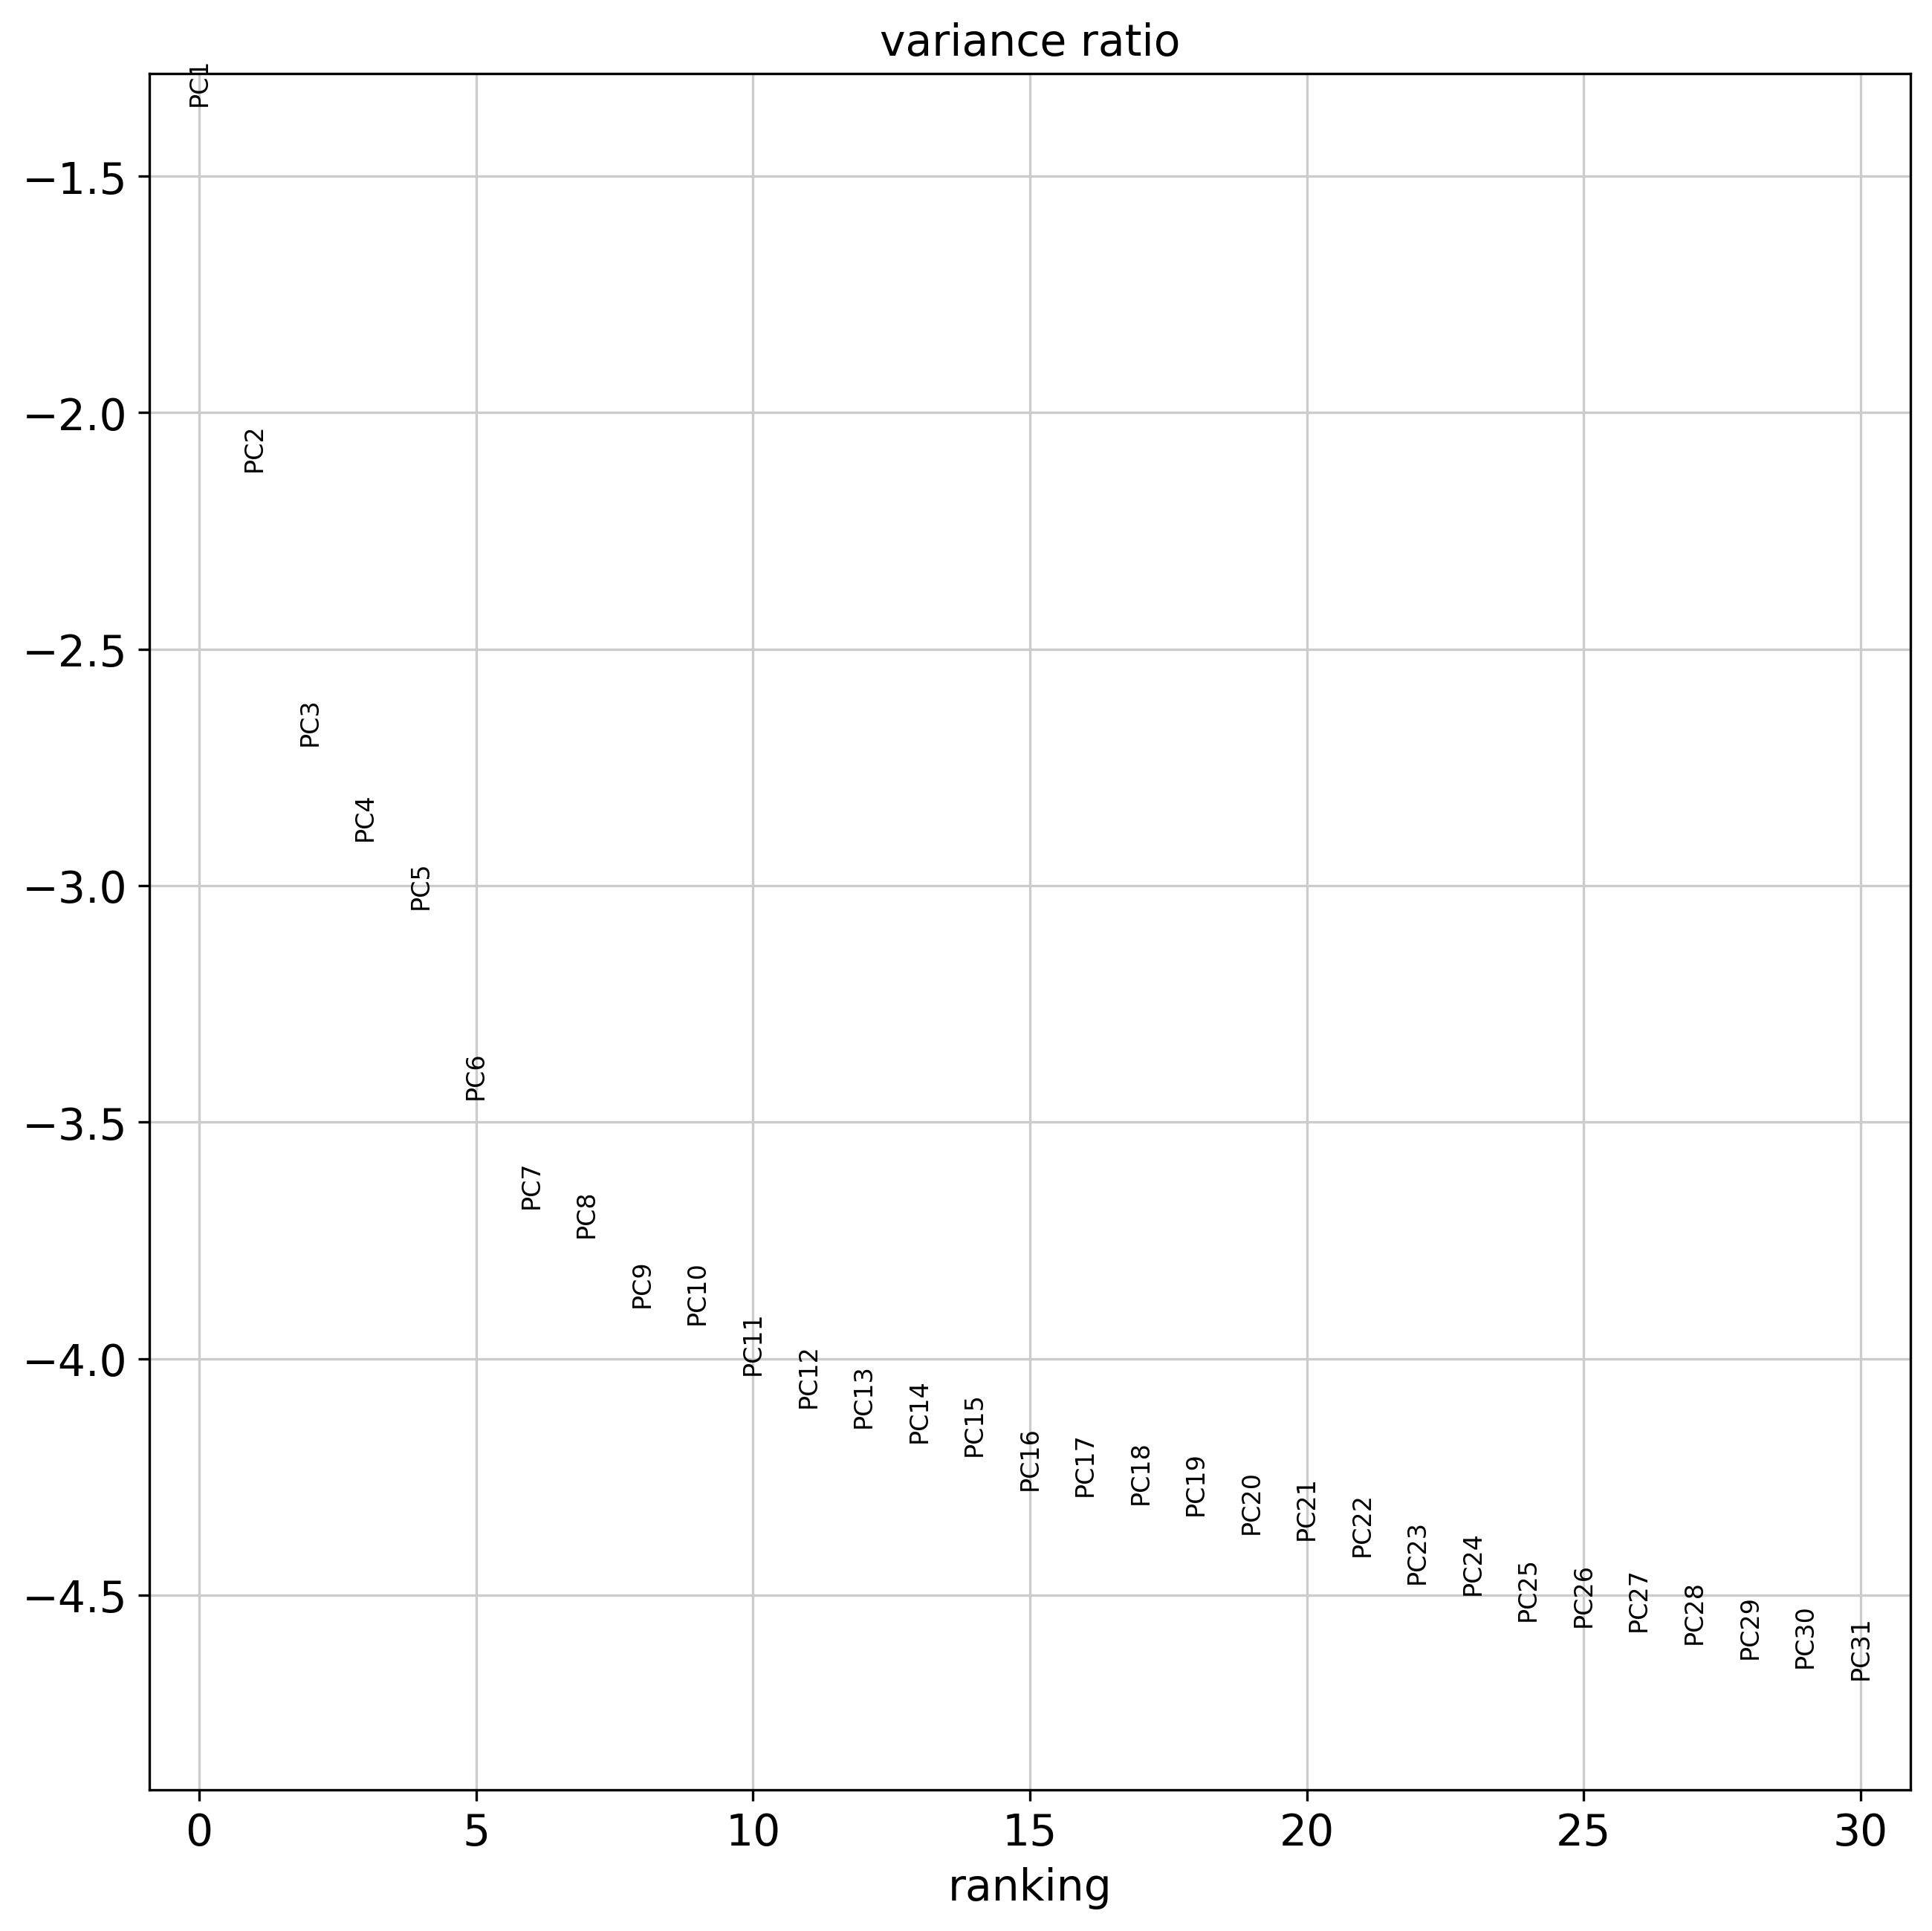 variance ratio
PC1
−1.5
−2.0
PC2
−2.5
PC3
PC4
PC5
−3.0
PC6
−3.5
PC7
PC8
PC9
PC10
PC11
−4.0
PC12
PC13
PC14
PC15
PC16
PC17
PC18
PC19
PC20
PC21
PC22
PC23
PC24
−4.5
PC25
PC26
PC27
PC28
PC29
PC30
PC31
0 5 10 15 20 25 30
ranking